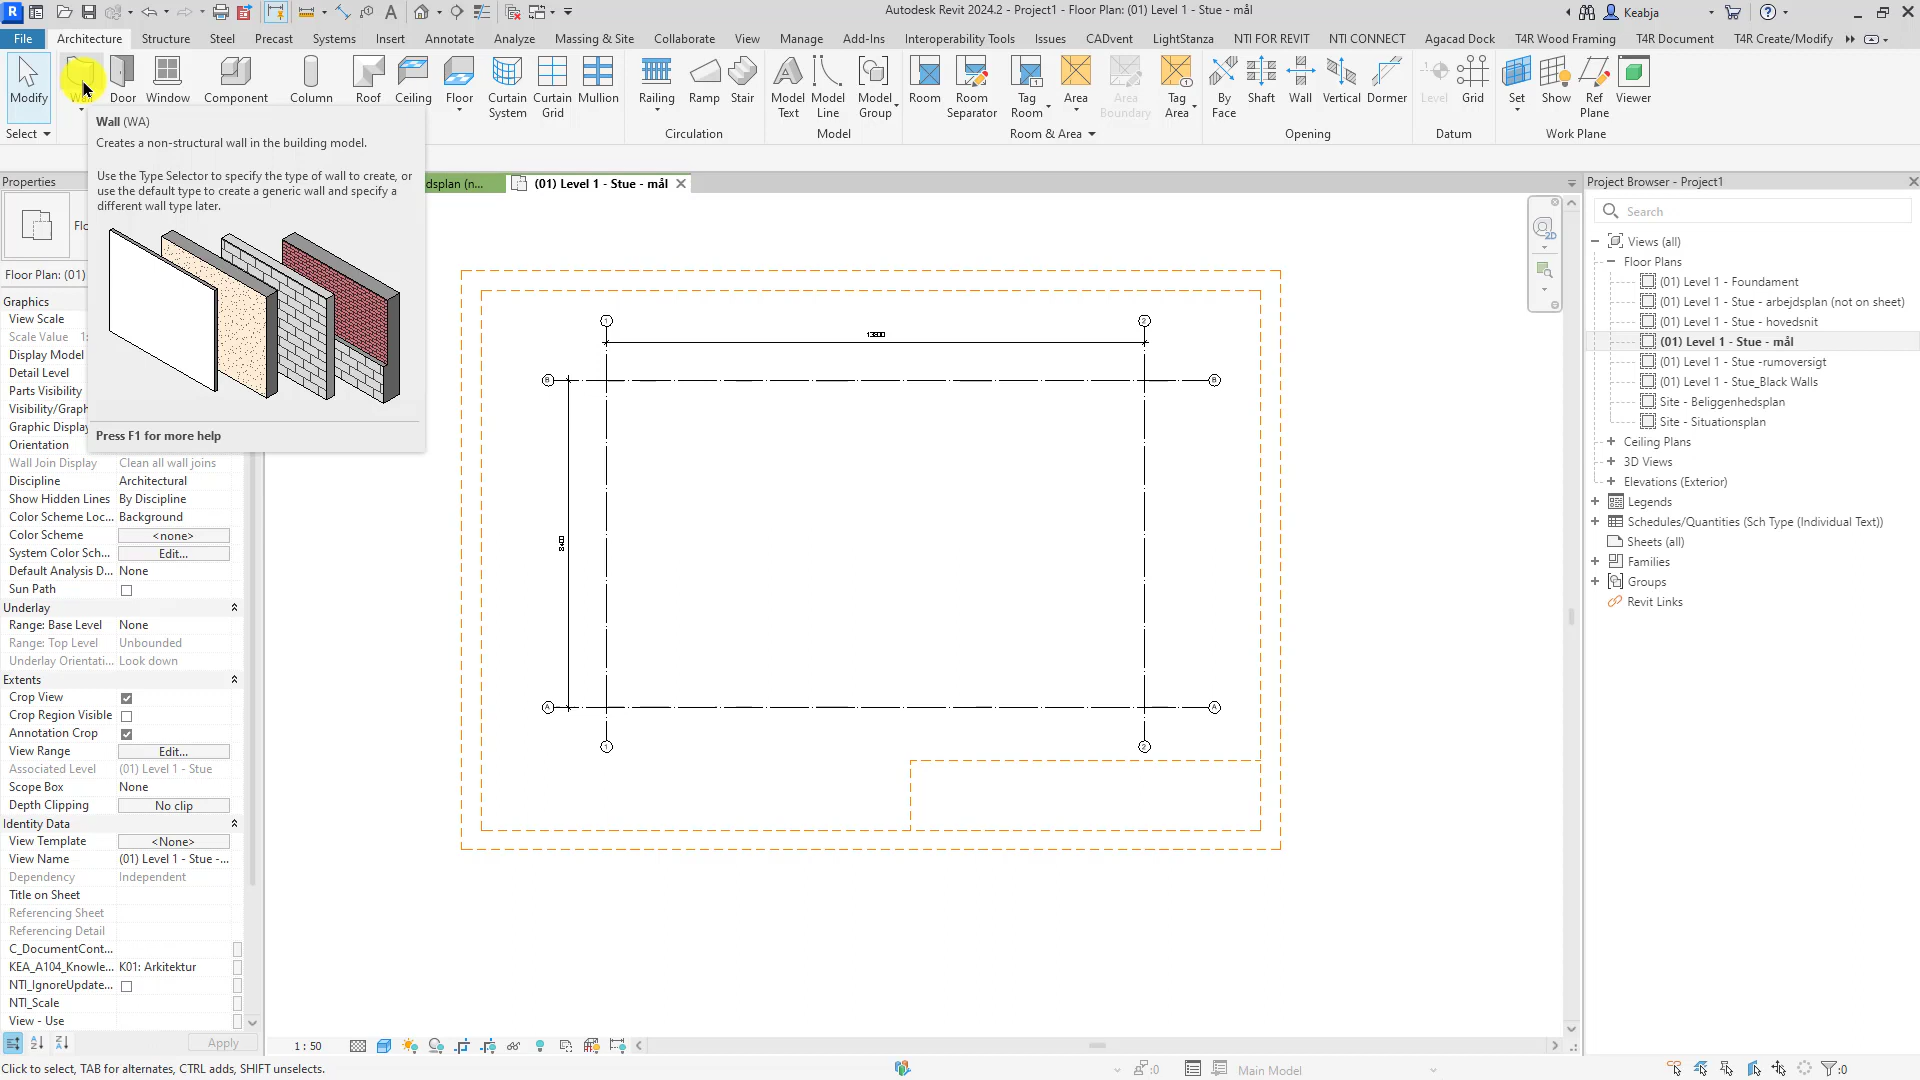 Autodesk Revit 2024.2 - Project1 - Floor Plan: (01) Level 1 - Stue - mål
Keabja
File Architecture Structure Steel Precast Systems Insert Annotate Analyze Massing & Site Collaborate View Manage Add-Ins Interoperability Tools Issues CADvent LightStanza NTI FOR REVIT NTI CONNECT Agacad Dock T4R Wood Framing T4R Document T4R Create/Modify
Modify Wall Door Window Component Column Roof Ceiling Floor Curtain System Curtain Grid Mullion Railing Ramp Stair Model Text Model Line Model Group Room Room Separator Tag Room Area Area Boundary Tag Area By Face Shaft Wall Vertical Dormer Level Grid Set Show Ref Plane Viewer
Select Circulation Model Room & Area Opening Datum Work Plane
Wall (WA)
Creates a non-structural wall in the building model.
Use the Type Selector to specify the type of wall to create, or
use the default type to create a generic wall and specify a
different wall type later.
Press F1 for more help
dsplan (n... (01) Level 1 - Stue - mål
Properties
Flo
Floor Plan: (01)
Graphics
View Scale
Scale Value 1:
Display Model
Detail Level
Parts Visibility
Visibility/Graph
Graphic Display
Orientation
Wall Join Display Clean all wall joins
Discipline Architectural
Show Hidden Lines By Discipline
Color Scheme Loc... Background
Color Scheme <none>
System Color Sch... Edit...
Default Analysis D... None
Sun Path
Underlay
Range: Base Level None
Range: Top Level Unbounded
Underlay Orientati... Look down
Extents
Crop View
Crop Region Visible
Annotation Crop
View Range Edit...
Associated Level (01) Level 1 - Stue
Scope Box None
Depth Clipping No clip
Identity Data
View Template <None>
View Name (01) Level 1 - Stue -...
Dependency Independent
Title on Sheet
Referencing Sheet
Referencing Detail
C_DocumentCont...
KEA_A104_Knowle... K01: Arkitektur
NTI_IgnoreUpdate...
NTI_Scale
View - Use
Apply
1 2
13800
B B
8400
A A
1 2
2D
Project Browser - Project1
Search
Views (all)
Floor Plans
(01) Level 1 - Foundament
(01) Level 1 - Stue - arbejdsplan (not on sheet)
(01) Level 1 - Stue - hovedsnit
(01) Level 1 - Stue - mål
(01) Level 1 - Stue -rumoversigt
(01) Level 1 - Stue_Black Walls
Site - Beliggenhedsplan
Site - Situationsplan
Ceiling Plans
3D Views
Elevations (Exterior)
Legends
Schedules/Quantities (Sch Type (Individual Text))
Sheets (all)
Families
Groups
Revit Links
1 : 50
Click to select, TAB for alternates, CTRL adds, SHIFT unselects.
:0
Main Model
:0